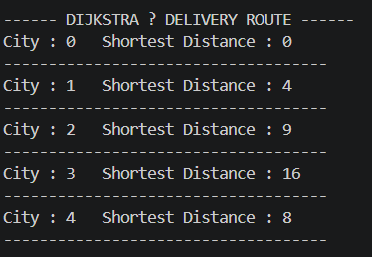 ------ DIJKSTRA ? DELIVERY ROUTE ------
City : 0   Shortest Distance : 0
------------------------------------
City : 1   Shortest Distance : 4
------------------------------------
City : 2   Shortest Distance : 9
------------------------------------
City : 3   Shortest Distance : 16
------------------------------------
City : 4   Shortest Distance : 8
------------------------------------